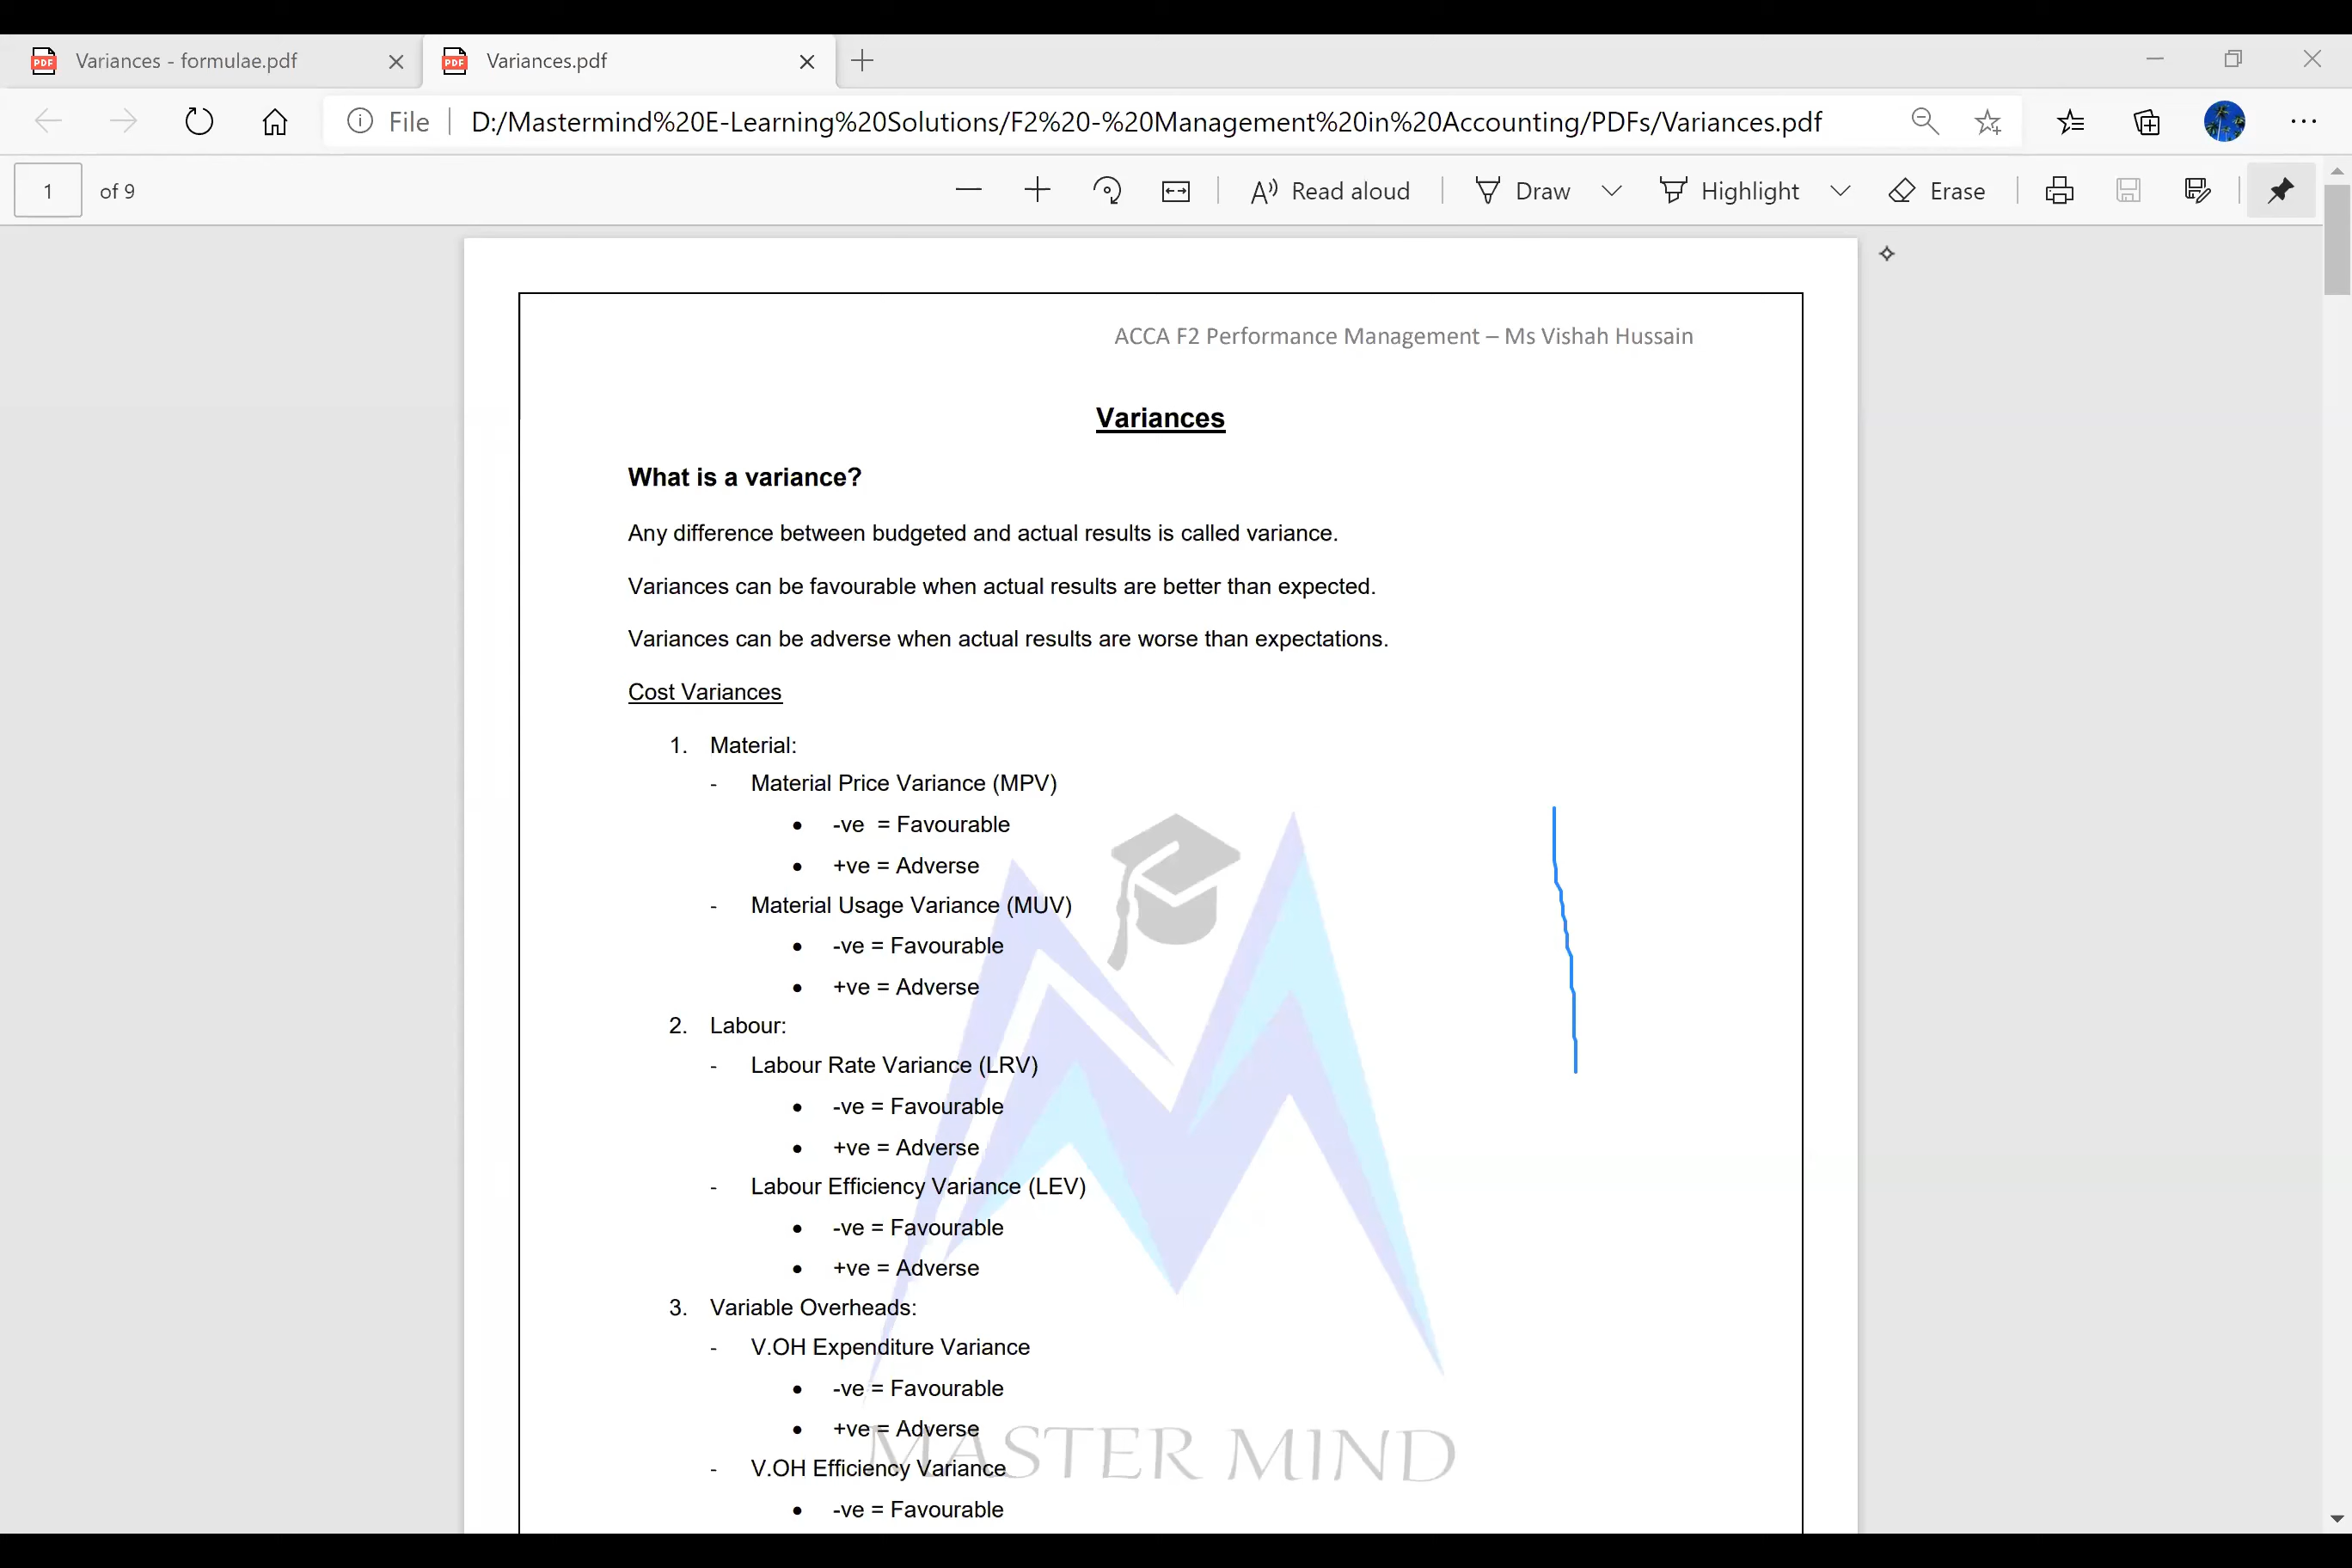 Variances - formulae.pdf
Variances.pdf
File
D:/Mastermind%20E-Learning%20Solutions/F2%20-%20Management%20in%20Accounting/PDFs/Variances.pdf
1 of 9
Read aloud
Draw
Highlight
Erase
ACCA F2 Performance Management – Ms Vishah Hussain
Variances
What is a variance?
Any difference between budgeted and actual results is called variance.
Variances can be favourable when actual results are better than expected.
Variances can be adverse when actual results are worse than expectations.
Cost Variances
1. Material:
- Material Price Variance (MPV)
• -ve = Favourable
• +ve = Adverse
- Material Usage Variance (MUV)
• -ve = Favourable
• +ve = Adverse
2. Labour:
- Labour Rate Variance (LRV)
• -ve = Favourable
• +ve = Adverse
- Labour Efficiency Variance (LEV)
• -ve = Favourable
• +ve = Adverse
3. Variable Overheads:
- V.OH Expenditure Variance
• -ve = Favourable
• +ve = Adverse
MASTER MIND
- V.OH Efficiency Variance
• -ve = Favourable